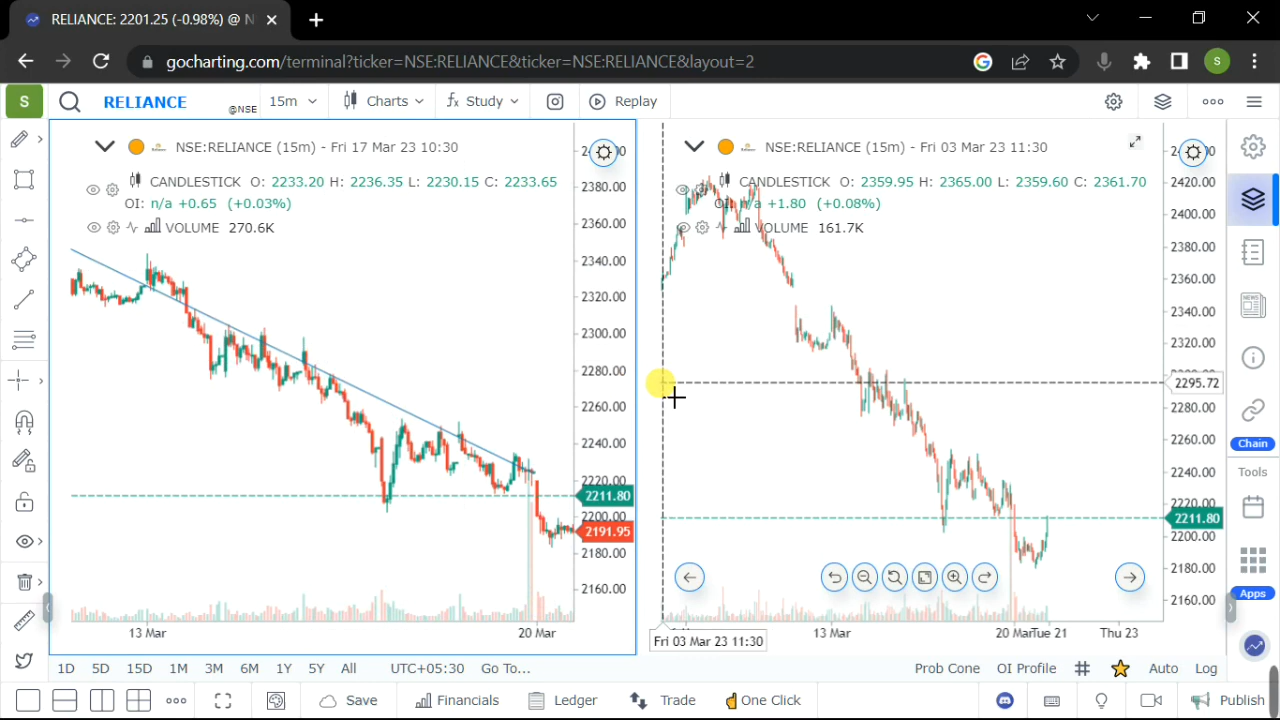 RELIANCE: 2201.25 (-0.98%) @ N
gocharting.com/terminal?ticker=NSE:RELIANCE&ticker=NSE:RELIANCE&layout=2
S
S
RELIANCE
@NSE
15m
Charts
fx Study
Replay
NSE:RELIANCE (15m) - Fri 17 Mar 23 10:30
CANDLESTICK O: 2233.20 H: 2236.35 L: 2230.15 C: 2233.65
OI: n/a +0.65 (+0.03%)
VOLUME 270.6K
2380.00
2360.00
2340.00
2320.00
2300.00
2280.00
2260.00
2240.00
2220.00
2211.80
2200.00
2191.95
2180.00
2160.00
13 Mar
20 Mar
NSE:RELIANCE (15m) - Fri 03 Mar 23 11:30
CANDLESTICK O: 2359.95 H: 2365.00 L: 2359.60 C: 2361.70
OI: n/a +1.80 (+0.08%)
VOLUME 161.7K
2420.00
2400.00
2380.00
2360.00
2340.00
2320.00
2295.72
2280.00
2260.00
2240.00
2220.00
2211.80
2200.00
2180.00
2160.00
Fri 03 Mar 23 11:30
13 Mar
20 Mar
Tue 21
Thu 23
NEWS
Chain
Tools
Apps
1D 5D 15D 1M 3M 6M 1Y 5Y All UTC+05:30 Go To...
Prob Cone OI Profile Auto Log
Save
Financials
Ledger
Trade
One Click
Publish